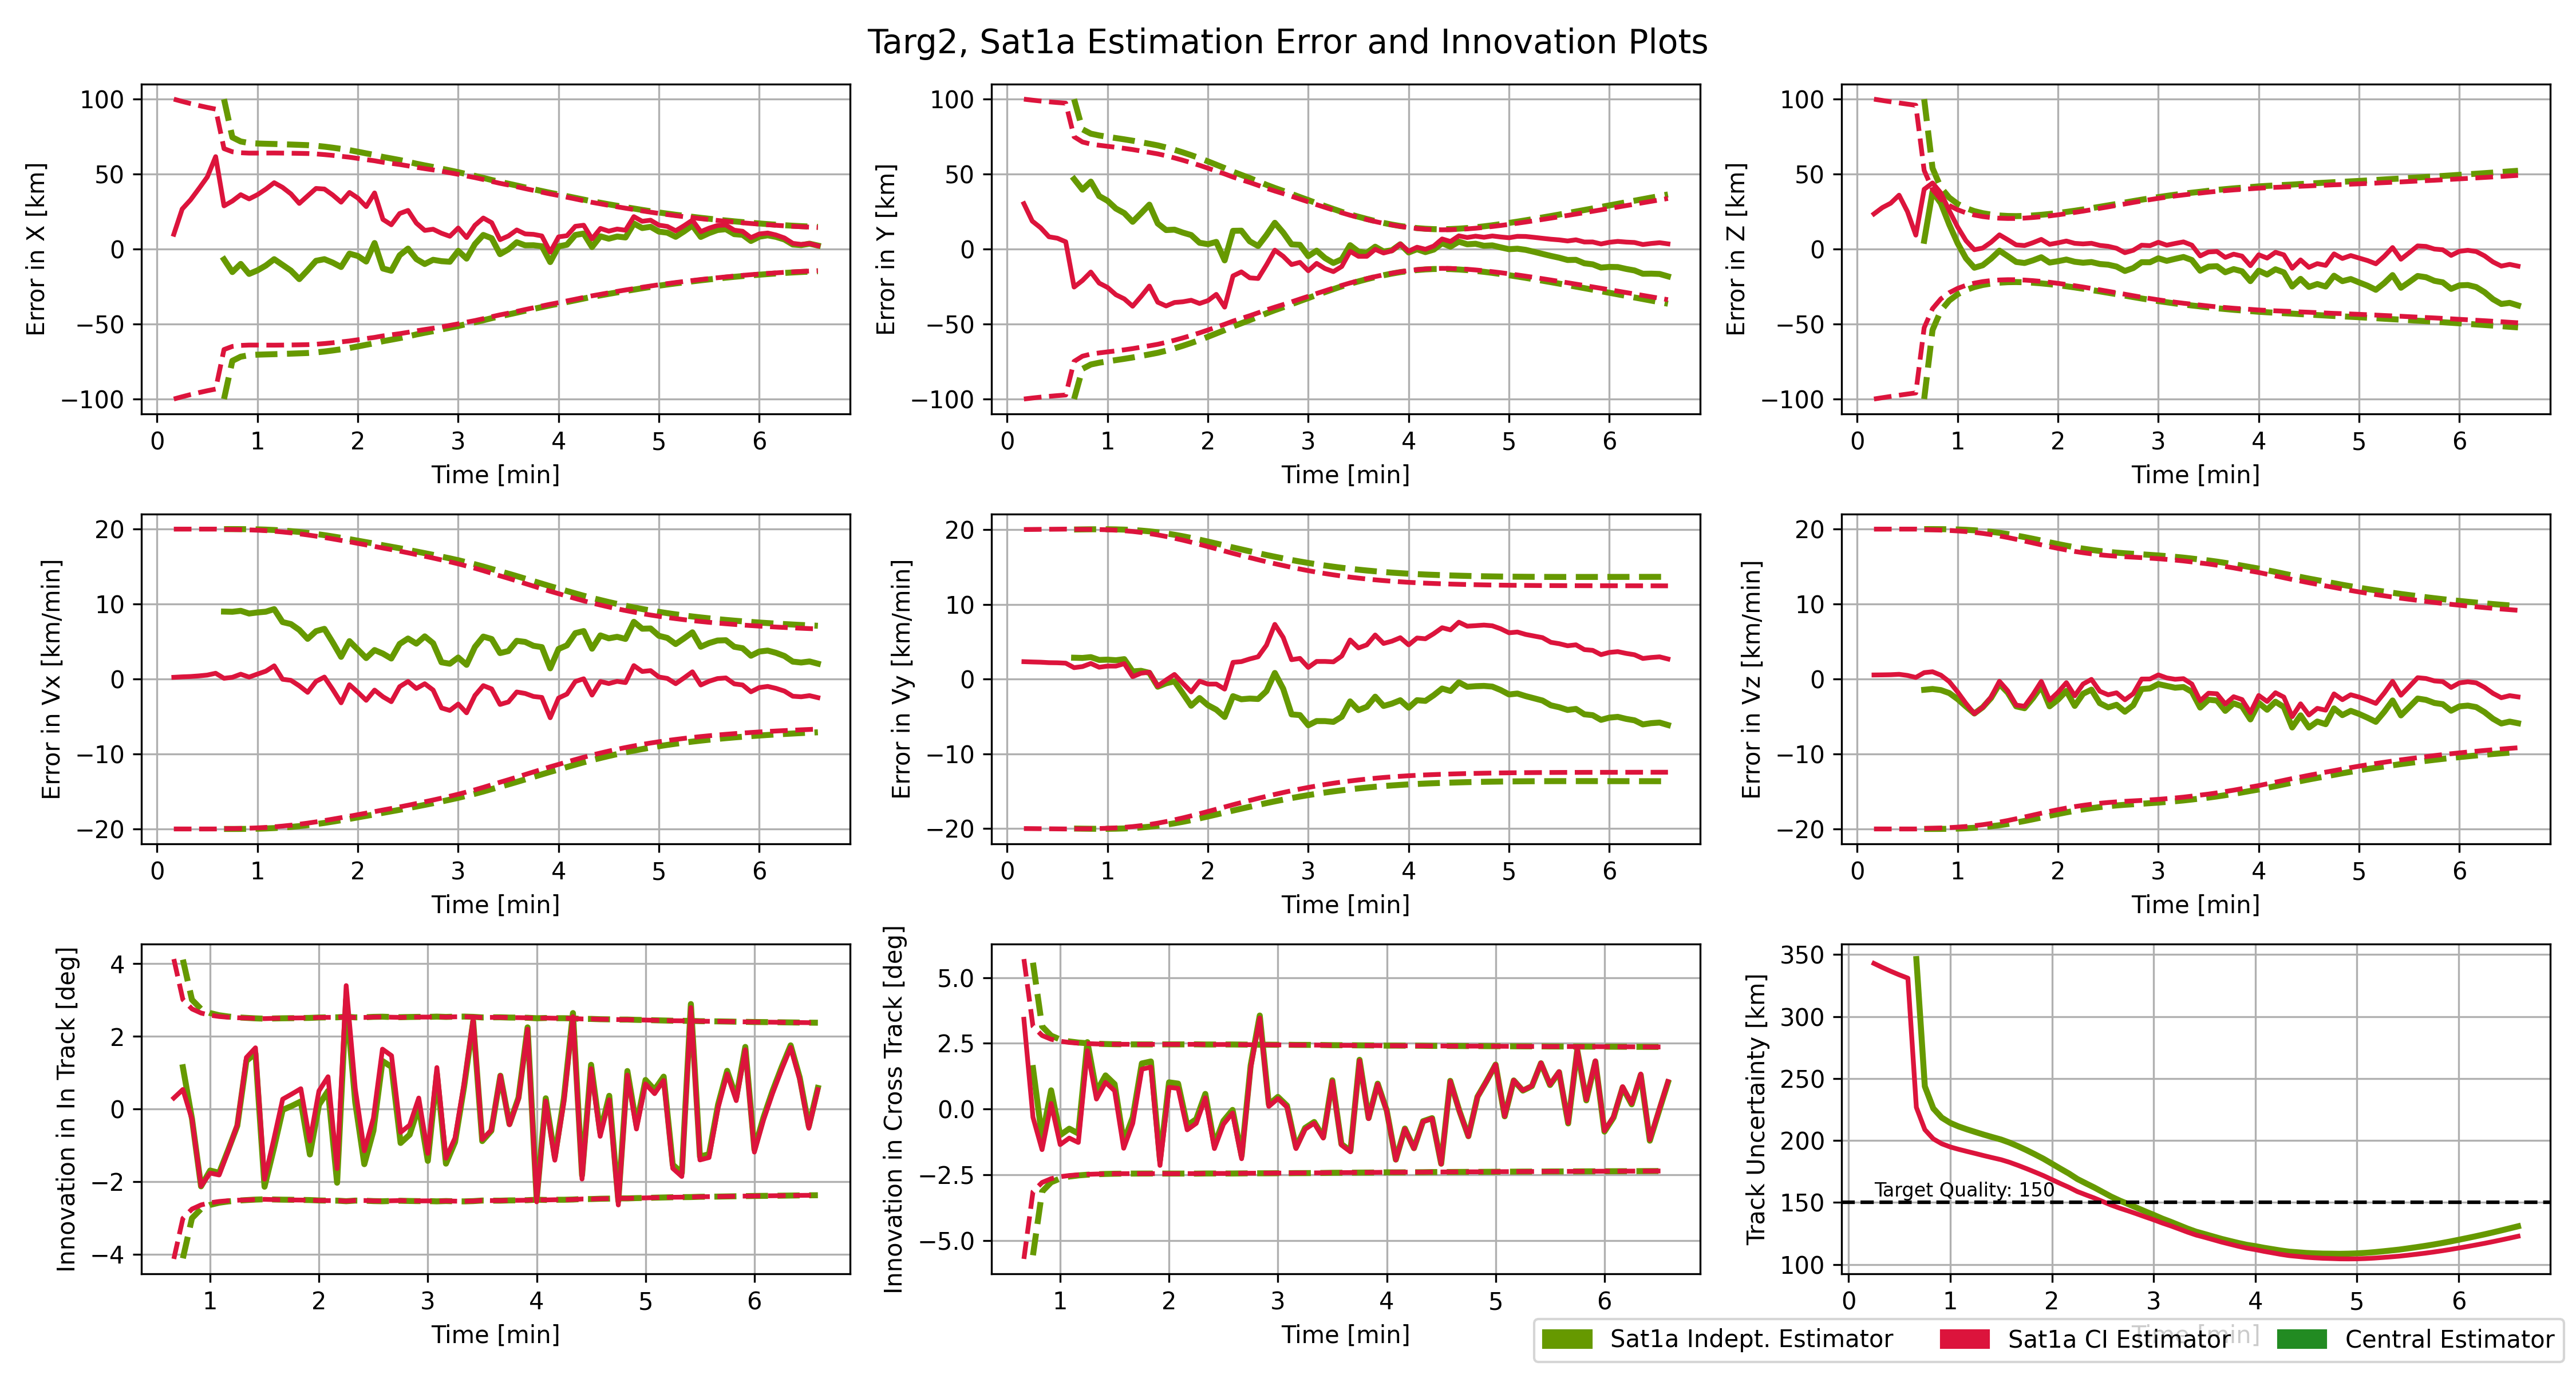 Targ2, Sat1a Estimation Error and Innovation Plots
Error in X [km]
100
50
0
−50
−100
0 1 2 3 4 5 6
Time [min]
Error in Y [km]
100
50
0
−50
−100
0 1 2 3 4 5 6
Time [min]
Error in Z [km]
100
50
0
−50
−100
0 1 2 3 4 5 6
Time [min]
Error in Vx [km/min]
20
10
0
−10
−20
0 1 2 3 4 5 6
Time [min]
Error in Vy [km/min]
20
10
0
−10
−20
0 1 2 3 4 5 6
Time [min]
Error in Vz [km/min]
20
10
0
−10
−20
0 1 2 3 4 5 6
Time [min]
Innovation in In Track [deg]
4
2
0
−2
−4
1 2 3 4 5 6
Time [min]
Innovation in Cross Track [deg]
5.0
2.5
0.0
−2.5
−5.0
1 2 3 4 5 6
Time [min]
Track Uncertainty [km]
350
300
250
200
150
100
Target Quality: 150
0 1 2 3 4 5 6
Time [min]
Sat1a Indept. Estimator Sat1a CI Estimator Central Estimator